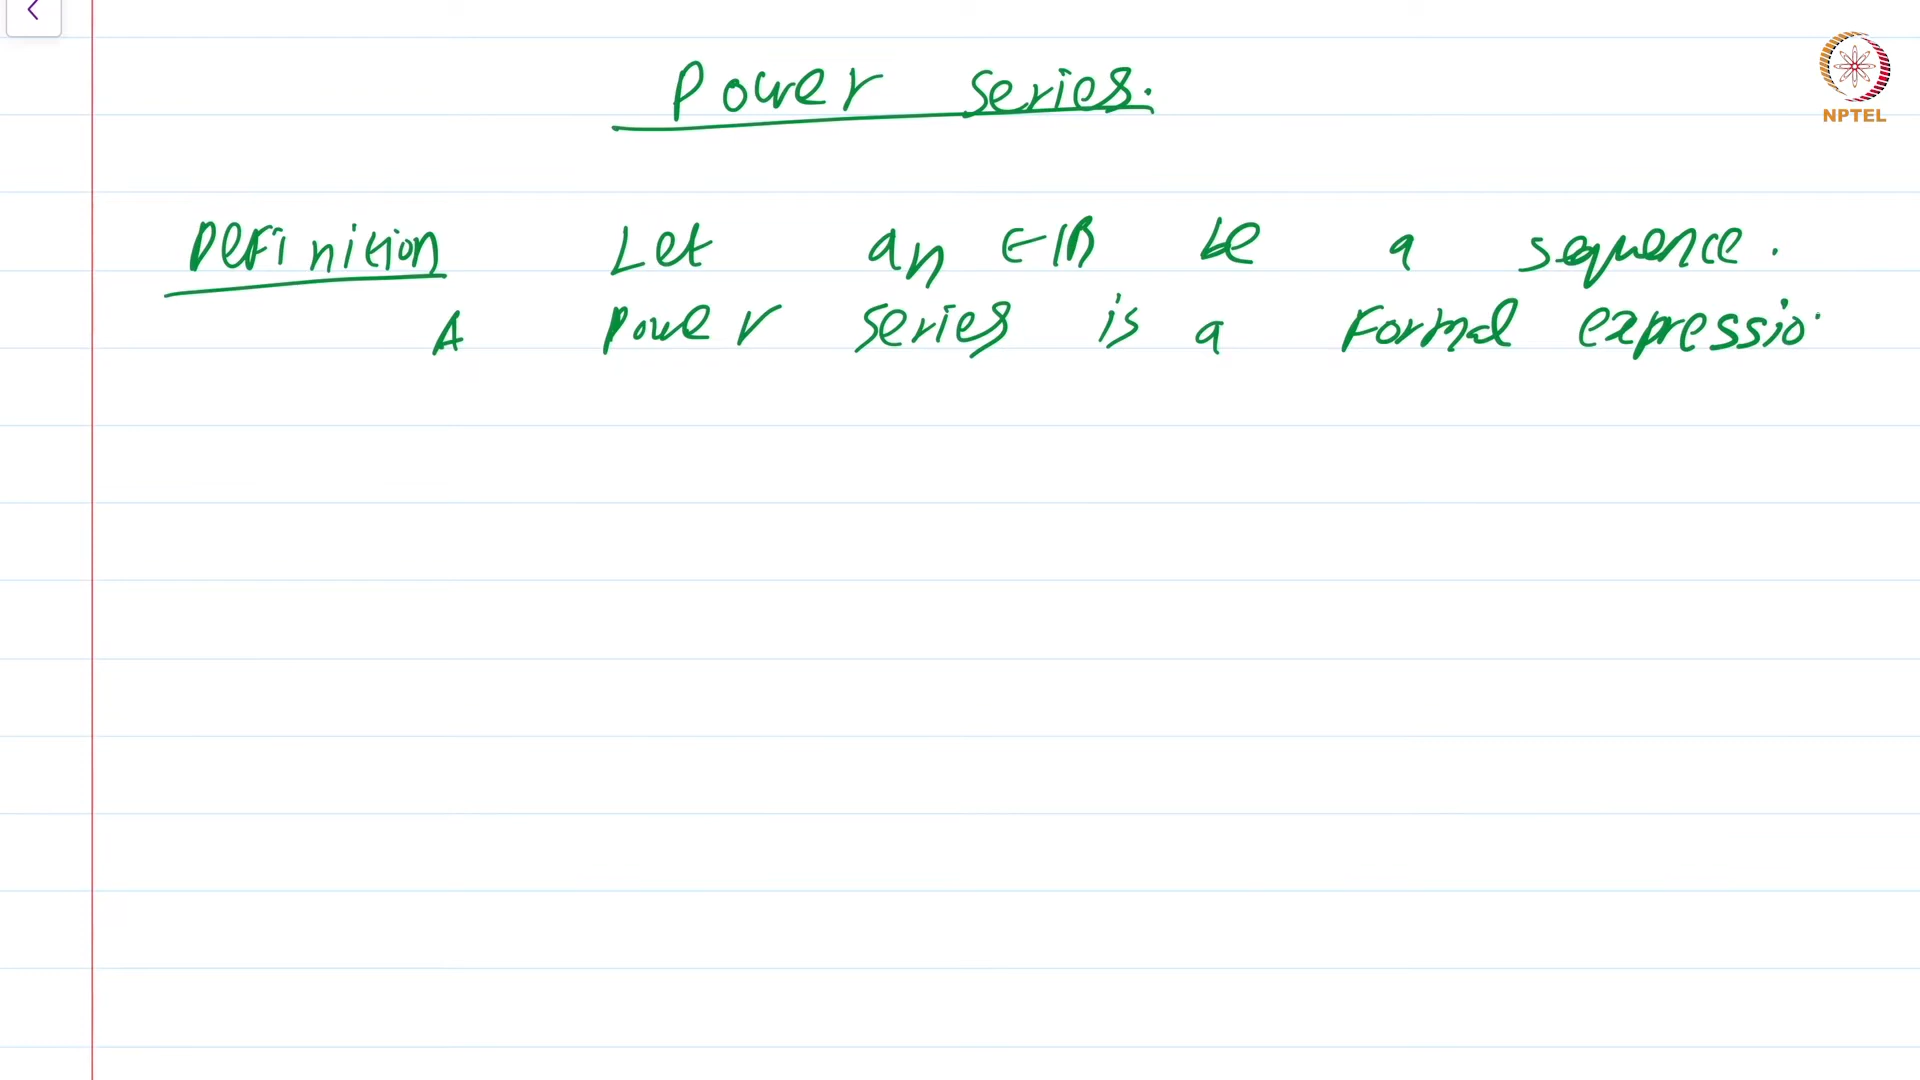 Power series.
NPTEL
Definition Let an ∈ ℝ be a sequence.
A power series is a formal expressio